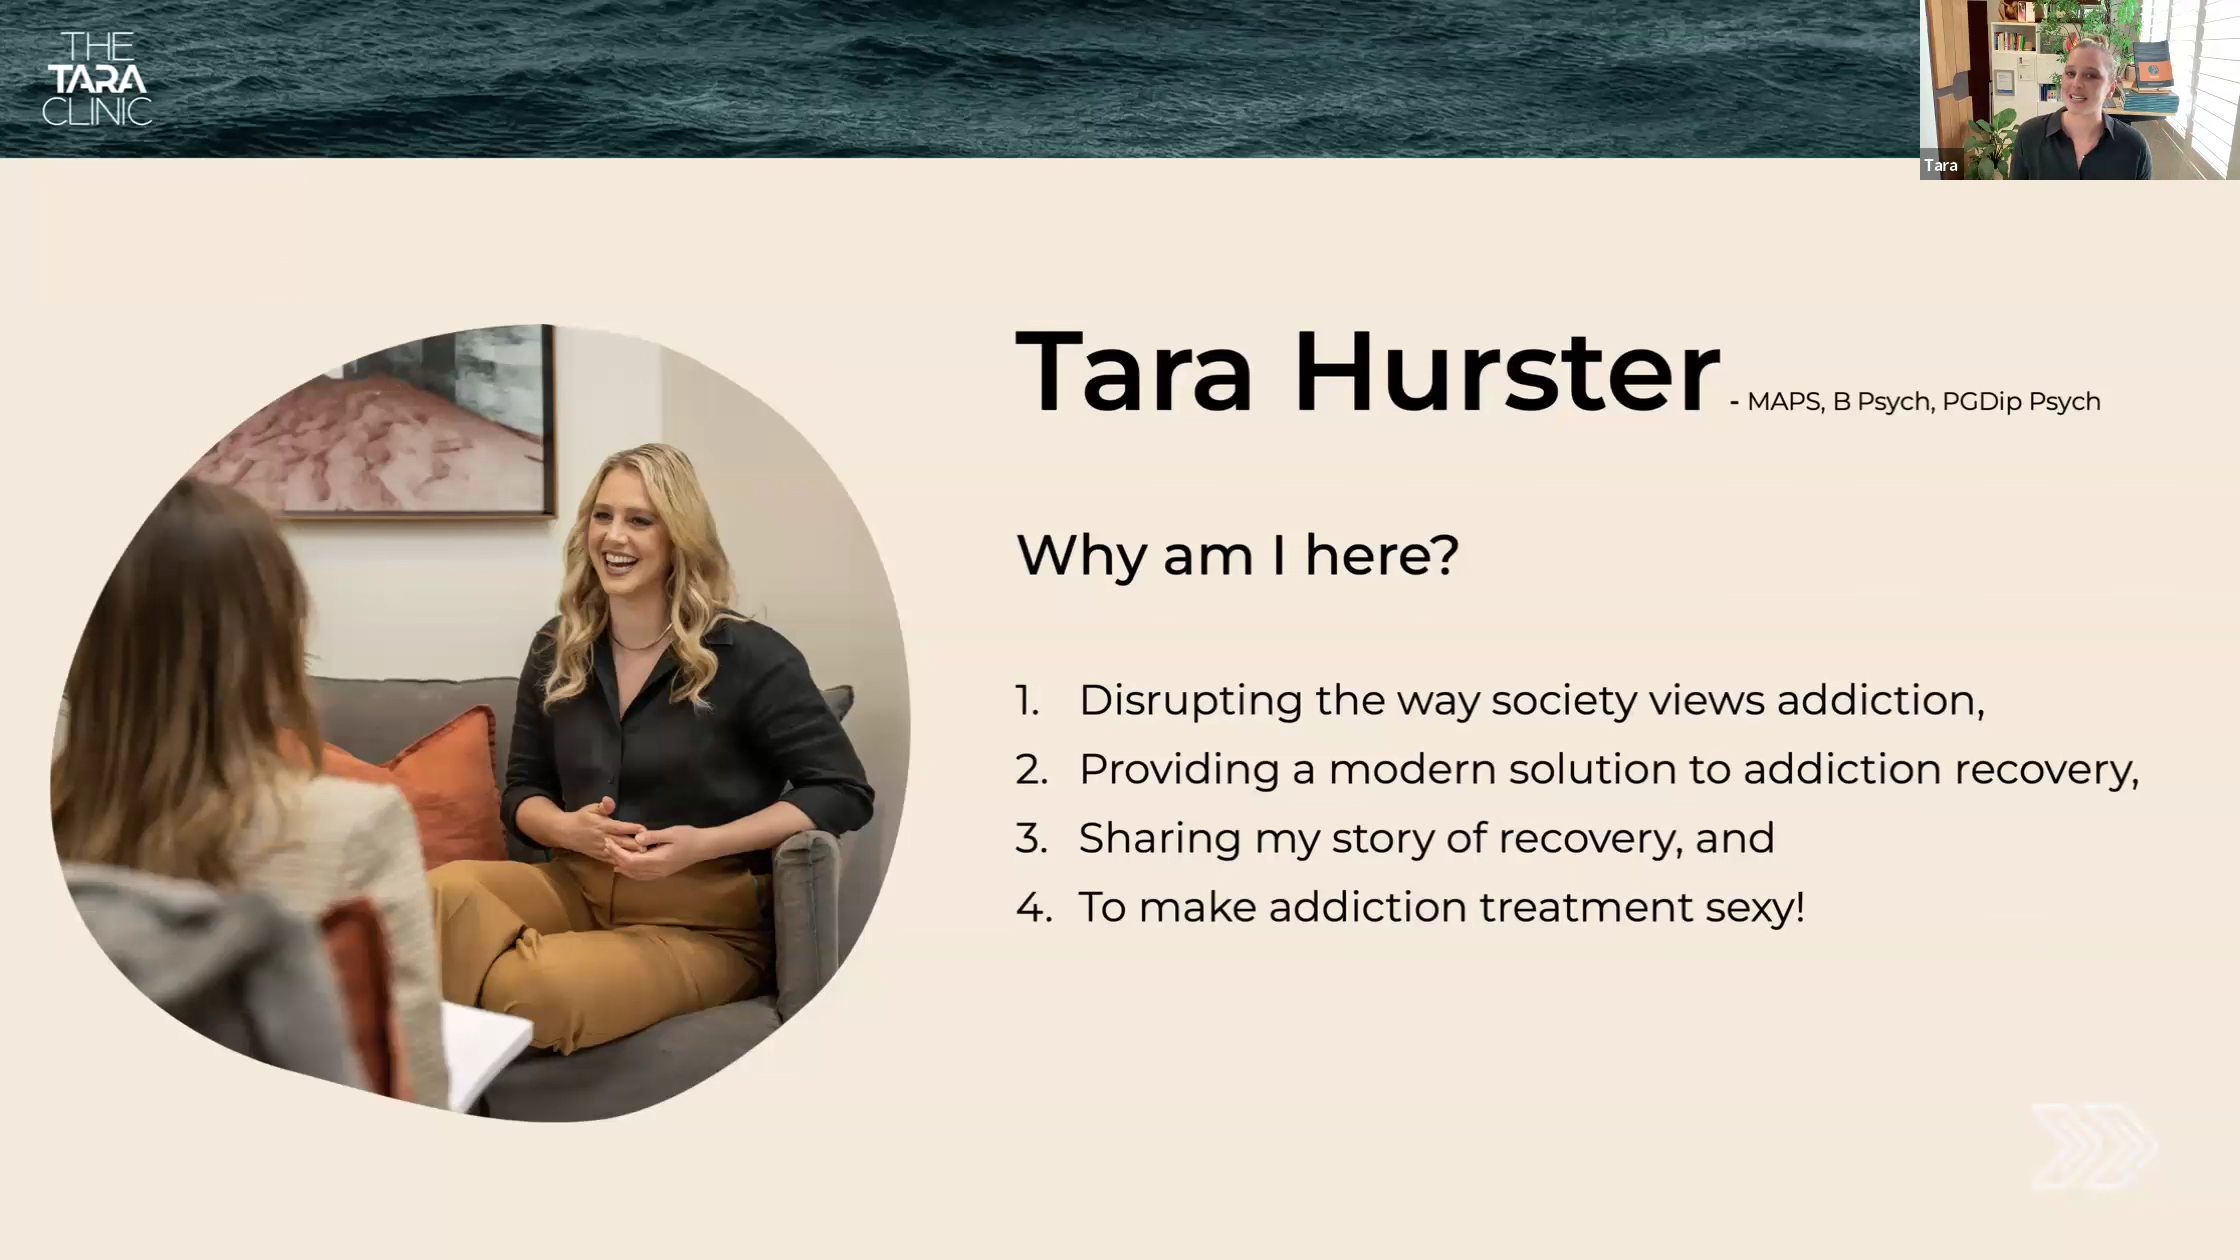 THE
TARA
CLINIC
Tara
Tara Hurster - MAPS, B Psych, PGDip Psych
Why am I here?
1. Disrupting the way society views addiction,
2. Providing a modern solution to addiction recovery,
3. Sharing my story of recovery, and
4. To make addiction treatment sexy!